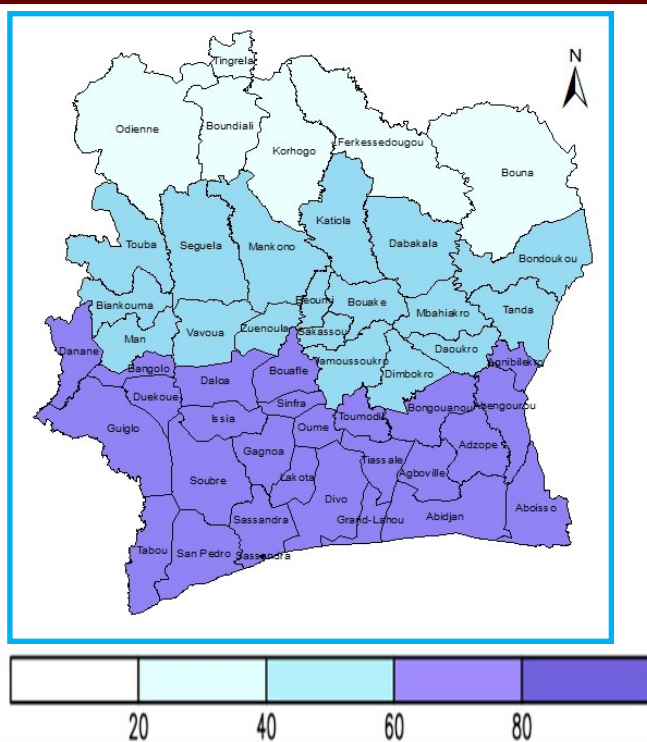 N
Tingrela
Odienne
Boundiali
Korhogo
Ferkessedougou
Bouna
Touba
Seguela
Mankono
Katiola
Dabakala
Bondoukou
Biankouma
Beoumi
Bouake
Mbahiakro
Tanda
Man
Vavoua
Zuenoula
Sakassou
Danane
Yamoussoukro
Daoukro
Agnibilekro
Bangolo
Daloa
Bouafle
Dimbokro
Duekoue
Sinfra
Toumodi
Bongouanou
Abengourou
Guiglo
Issia
Oume
Gagnoa
Tiassale
Adzope
Soubre
Lakota
Agboville
Divo
Sassandra
Grand-Lahou
Abidjan
Aboisso
Tabou
San Pedro
Sassandra
20 40 60 80